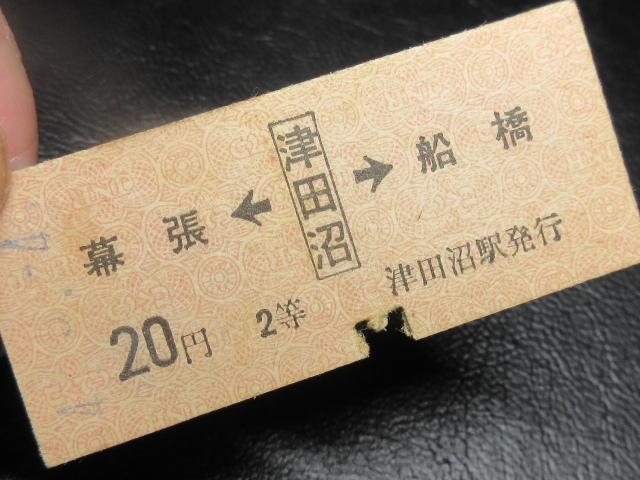 幕張 ← 津田沼 → 船橋
20円 2等 津田沼駅発行